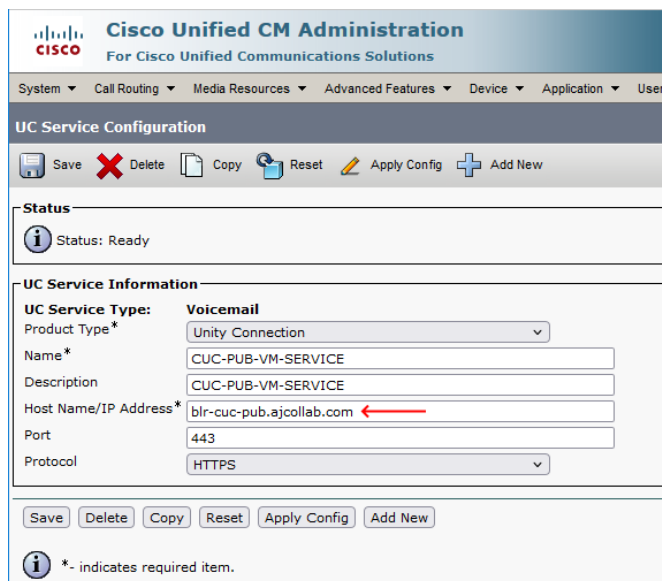 Cisco Unified CM Administration
CISCO For Cisco Unified Communications Solutions
System Call Routing Media Resources Advanced Features Device Application User
UC Service Configuration
Save Delete Copy Reset Apply Config Add New
Status
Status: Ready
UC Service Information
UC Service Type: Voicemail
Product Type* Unity Connection
Name* CUC-PUB-VM-SERVICE
Description CUC-PUB-VM-SERVICE
Host Name/IP Address* blr-cuc-pub.ajcollab.com
Port 443
Protocol HTTPS
Save Delete Copy Reset Apply Config Add New
*- indicates required item.